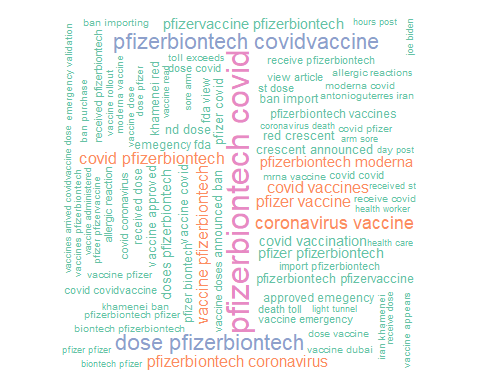 ban importing
pfizervaccine pfizerbiontech
hours post
joe biden
pfizerbiontech covidvaccine
emergency validation
ban purchase
received pfizerbiontech
vaccine rollout
moderna vaccine
vaccine dose
dose pfizer
khamenei red
vaccine read
toll exceeds
dose covid
sore arms
fda view
pfizer covid
pfizerbiontech covid
receive pfizerbiontech
view article
allergic reactions
st dose
moderna covid
ban import
antonioguterres iran
pfizerbiontech vaccines
nd dose
coronavirus death
covid pfizer
red crescent
arm sore
emegency fda
crescent announced
day post
covid pfizerbiontech
pfizerbiontech moderna
vaccines arrived
covidvaccine dose
vaccines pfizerbiontech
vaccine administered
pfizer pfizervaccine
allergic reaction
covid coronavirus
received dose
vaccine approved
doses pfizerbiontech
vaccine covid
pfizer biontech
vaccine pfizerbiontech
announced ban
vaccine doses
mrna vaccine
covid covid
covid vaccines
received st
pfizer vaccine
receive covid
health worker
coronavirus vaccine
covid vaccination
health care
pfizer pfizerbiontech
import pfizerbiontech
vaccine pfizer
pfizerbiontech pfizervaccine
covid covidvaccine
approved emegency
khamenei ban
death toll
light tunnel
pfizerbiontech pfizer
vaccine emergency
iran khamenei
receive dose
vaccine appears
biontech pfizerbiontech
dose vaccine
dose pfizerbiontech
pfizer pfizer
vaccine dubai
biontech pfizer
pfizerbiontech coronavirus